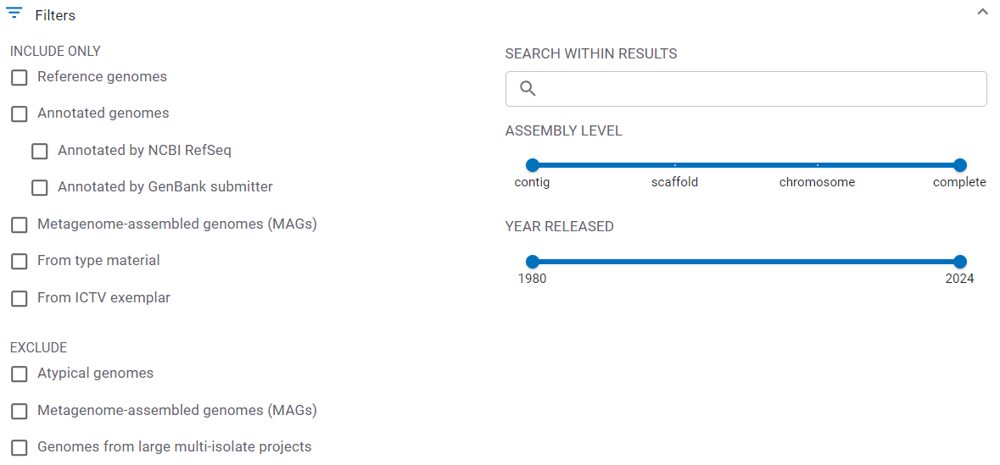 Filters
INCLUDE ONLY
Reference genomes
Annotated genomes
Annotated by NCBI RefSeq
Annotated by GenBank submitter
Metagenome-assembled genomes (MAGs)
From type material
From ICTV exemplar
EXCLUDE
Atypical genomes
Metagenome-assembled genomes (MAGs)
Genomes from large multi-isolate projects
SEARCH WITHIN RESULTS
ASSEMBLY LEVEL
contig scaffold chromosome complete
YEAR RELEASED
1980 2024